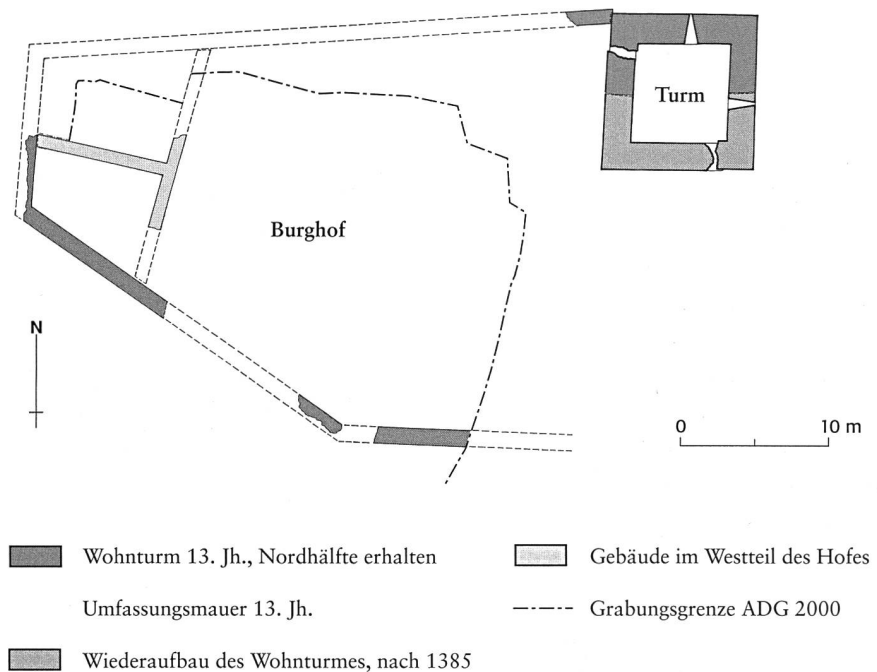 Turm
Burghof
N
0 10 m
Wohnturm 13. Jh., Nordhälfte erhalten
Umfassungsmauer 13. Jh.
Wiederaufbau des Wohnturmes, nach 1385
Gebäude im Westteil des Hofes
Grabungsgrenze ADG 2000